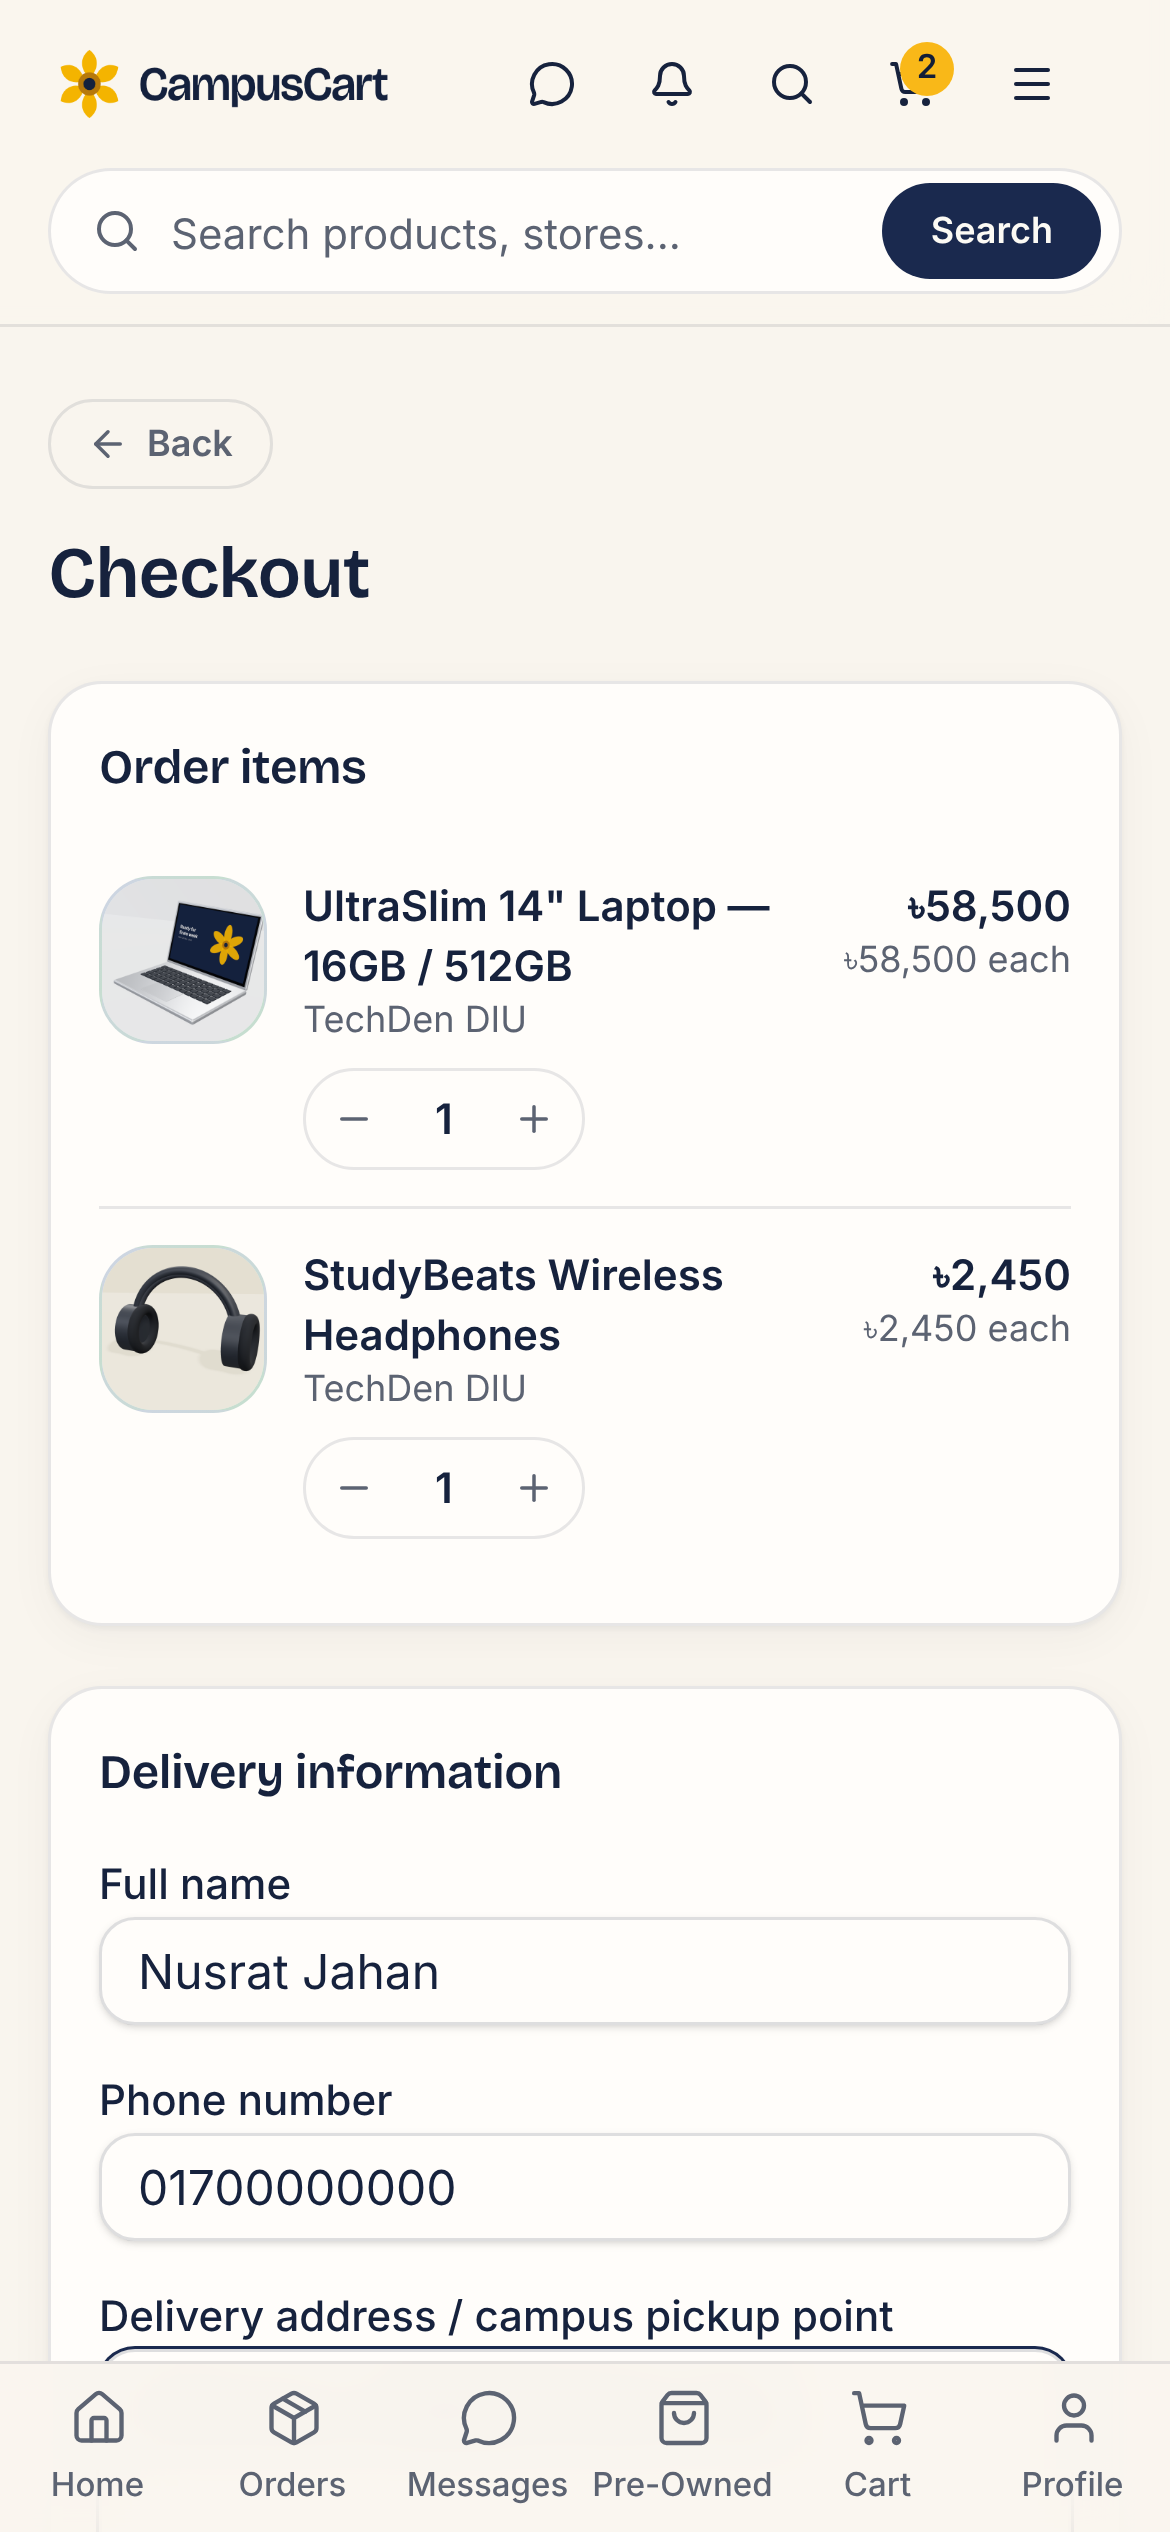 CampusCart
2
Search products, stores...
Search
Back
Checkout
Order items
UltraSlim 14" Laptop —
16GB / 512GB
৳58,500
৳58,500 each
TechDen DIU
1
StudyBeats Wireless
Headphones
৳2,450
৳2,450 each
TechDen DIU
1
Delivery information
Full name
Nusrat Jahan
Phone number
01700000000
Delivery address / campus pickup point
Home
Orders
Messages
Pre-Owned
Cart
Profile